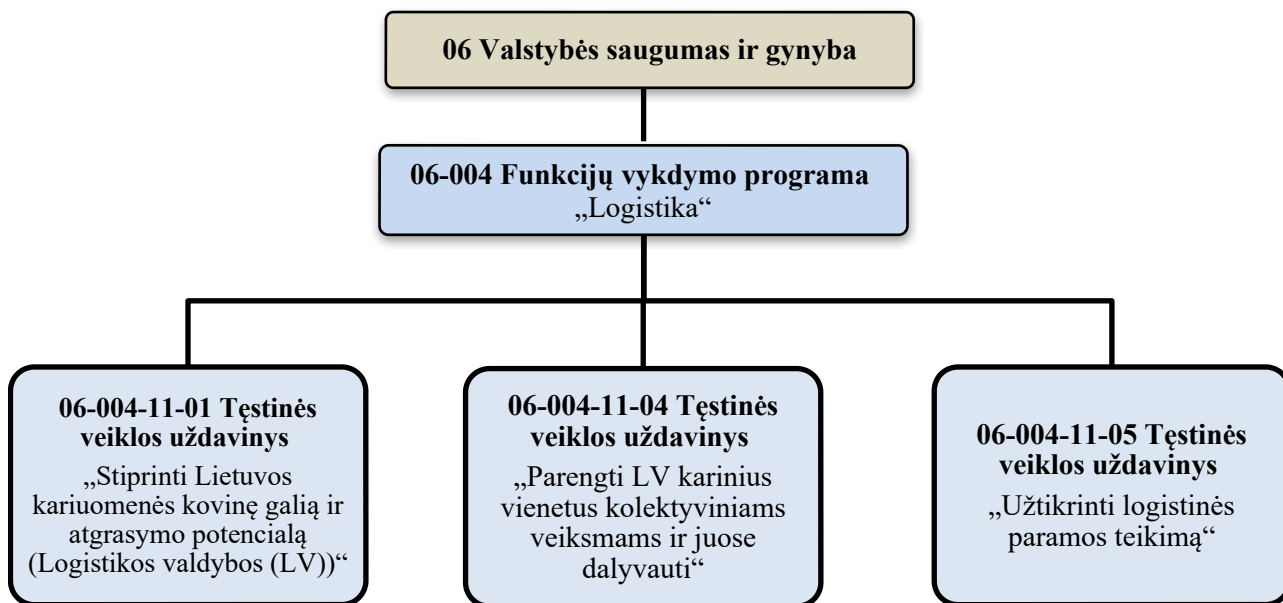 06 Valstybės saugumas ir gynyba
06-004 Funkcijų vykdymo programa
„Logistika“
06-004-11-01 Tęstinės
veiklos uždavinys
„Stiprinti Lietuvos
kariuomenės kovinę galią ir
atgrasymo potencialą
(Logistikos valdybos (LV))“
06-004-11-04 Tęstinės
veiklos uždavinys
„Parengti LV karinius
vienetus kolektyviniams
veiksmams ir juose
dalyvauti“
06-004-11-05 Tęstinės
veiklos uždavinys
„Užtikrinti logistinės
paramos teikimą“